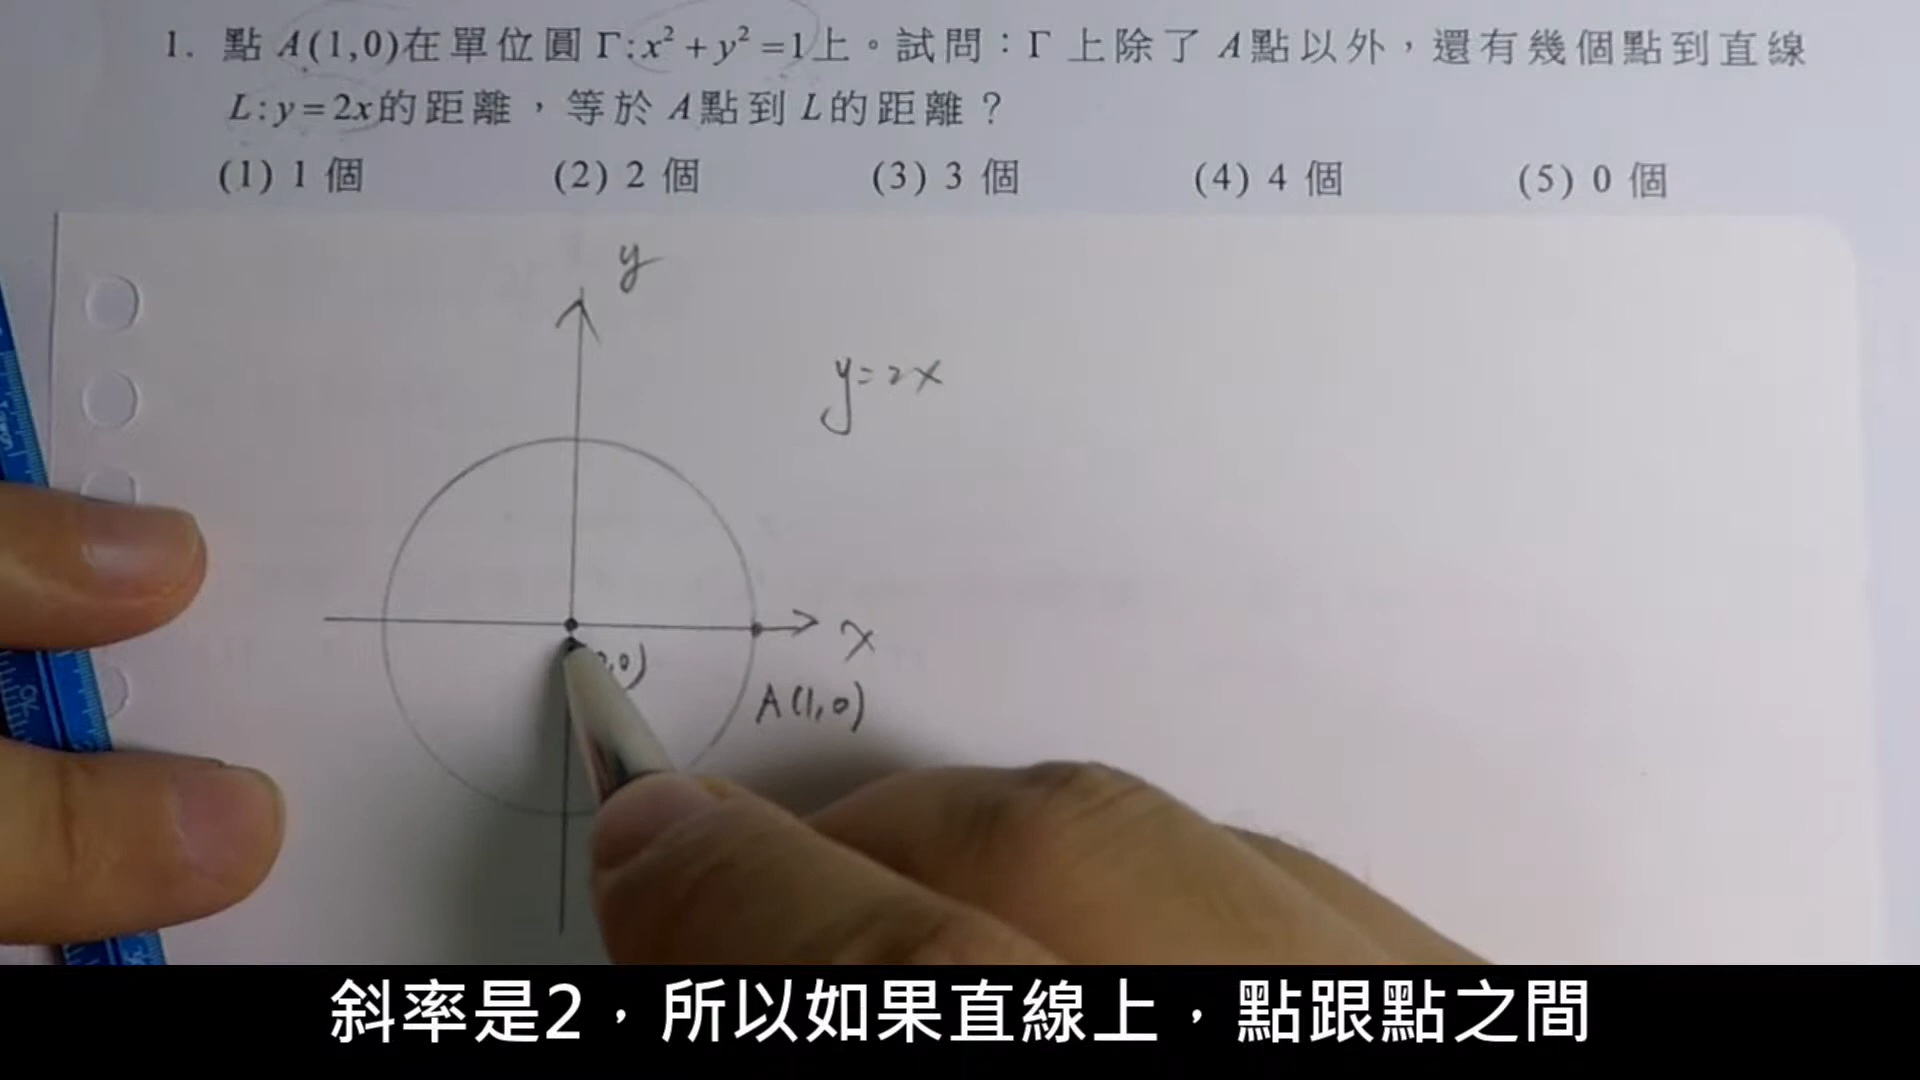 1. 點A(1,0)在單位圓Γ:x²+y²=1上。試問：Γ上除了A點以外，還有幾個點到直線
L:y=2x的距離，等於A點到L的距離？
(1) 1 個 (2) 2 個 (3) 3 個 (4) 4 個 (5) 0 個
y
y=2x
x
,0)
A(1,0)
斜率是2，所以如果直線上，點跟點之間